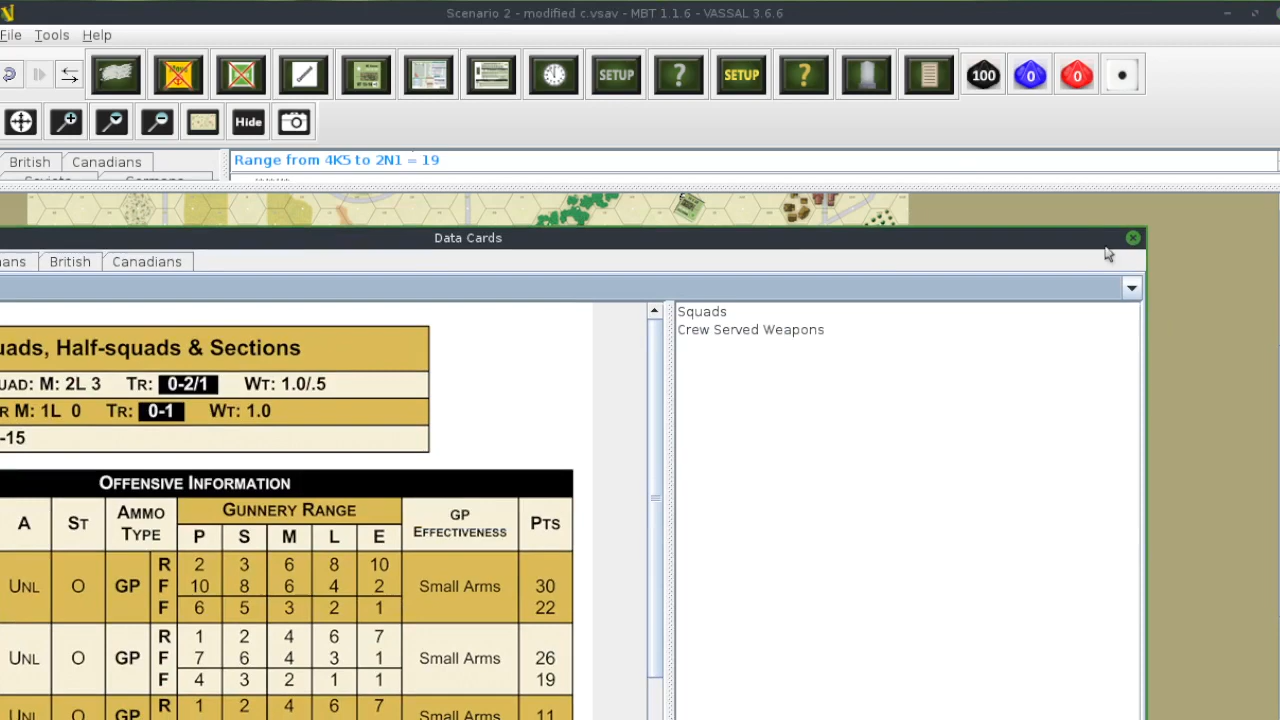 Scenario 2 - modified c.vsav - MBT 1.1.6 - VASSAL 3.6.6
File Tools Help
SETUP ? SETUP ? 100 0 0
Hide
British Canadians
Range from 4K5 to 2N1 = 19
Data Cards
ans British Canadians
Squads
Crew Served Weapons
uads, Half-squads & Sections
UAD: M: 2L 3 TR: 0-2/1 WT: 1.0/.5
R M: 1L 0 TR: 0-1 WT: 1.0
-15
OFFENSIVE INFORMATION
A ST AMMO TYPE GUNNERY RANGE GP EFFECTIVENESS PTS
P S M L E
R 2 3 6 8 10
UNL O GP F 10 8 6 4 2 Small Arms 30
F 6 5 3 2 1 22
R 1 2 4 6 7
UNL O GP F 7 6 4 3 1 Small Arms 26
F 4 3 2 1 1 19
R 1 2 4 6 7
UNL O GP Small Arms 11